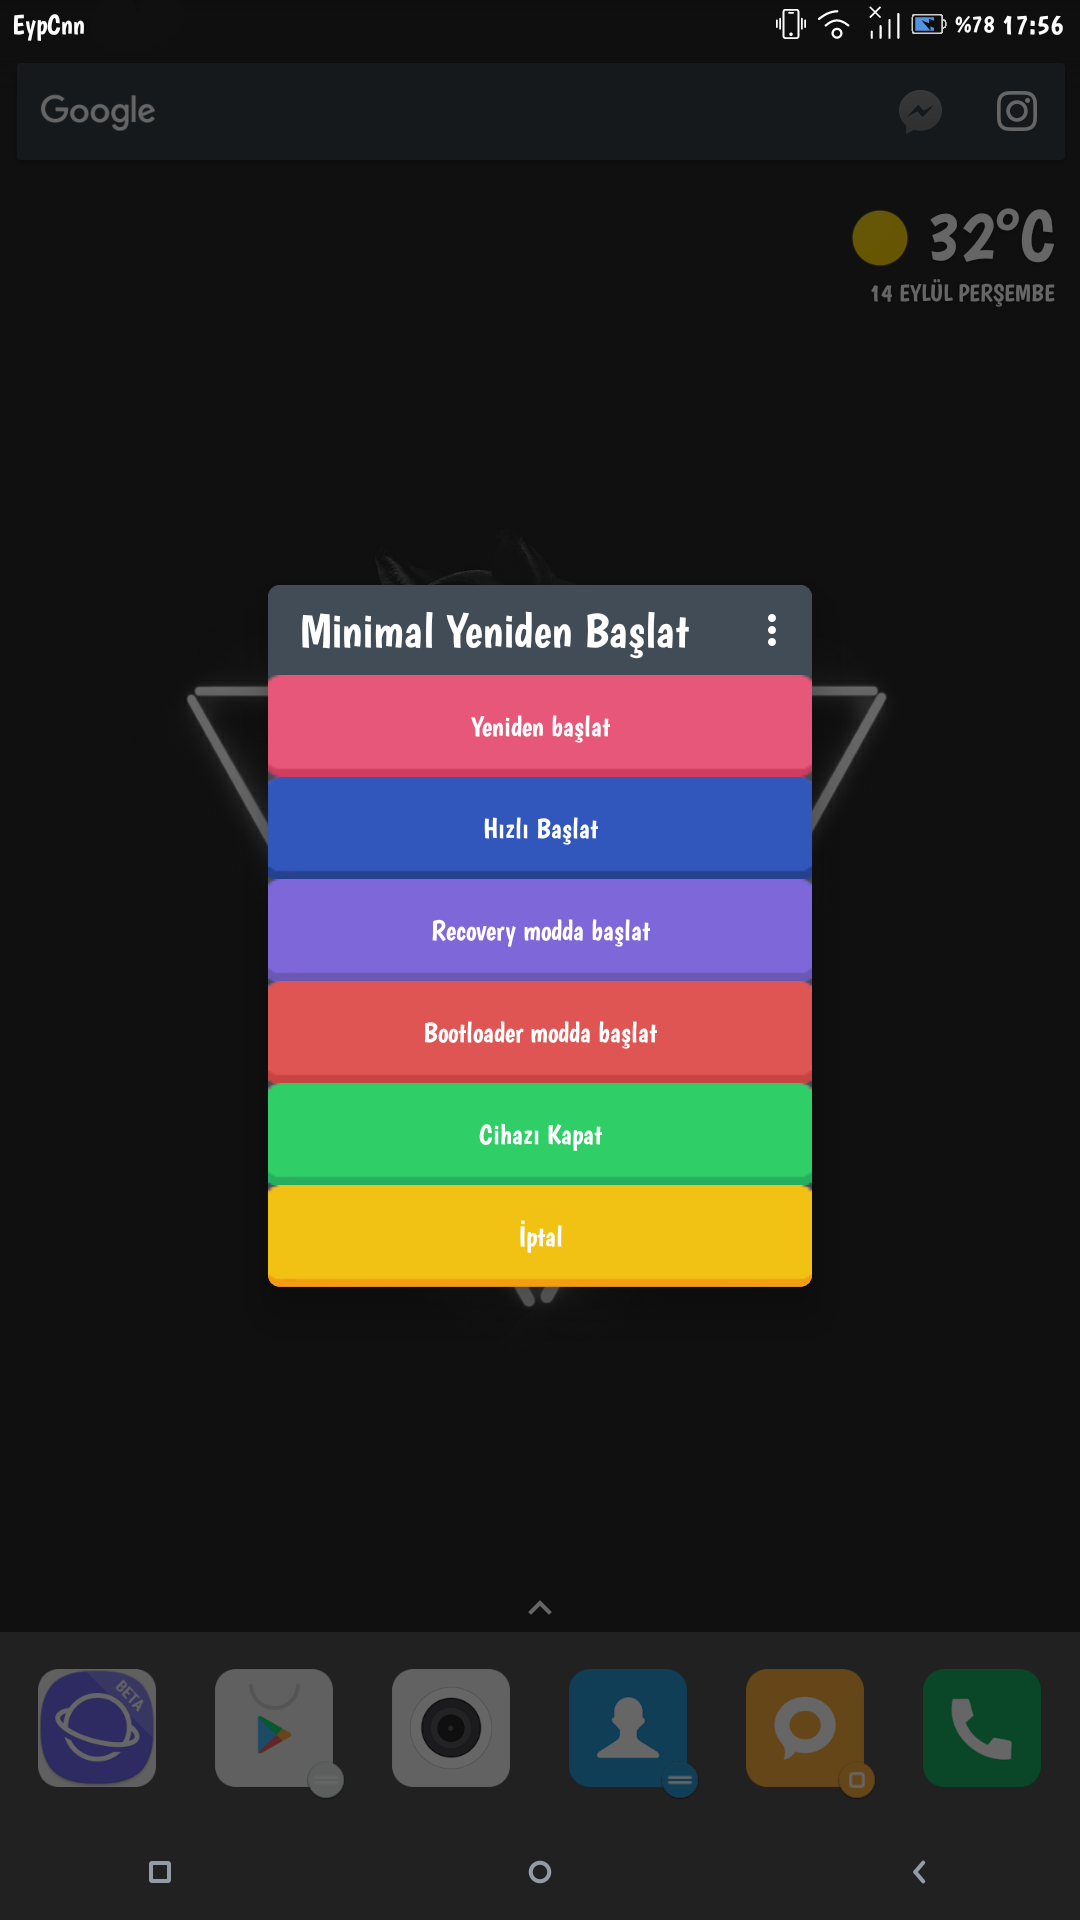 EypCnn
%78 17:56
Google
32°C
14 EYLÜL PERŞEMBE
Minimal Yeniden Başlat
Yeniden başlat
Hızlı Başlat
Recovery modda başlat
Bootloader modda başlat
Cihazı Kapat
İptal
BETA